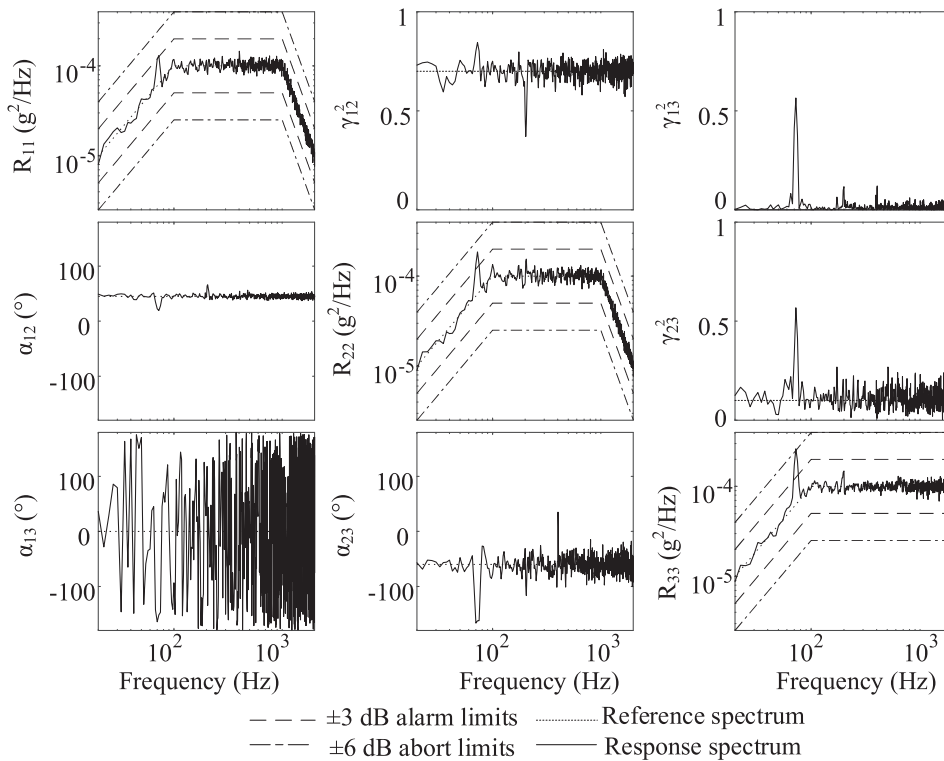 R₁₁ (g²/Hz)
10⁻⁴
10⁻⁵
γ²₁₂
1
0.5
0
γ²₁₃
1
0.5
0
α₁₂ (°)
100
0
-100
R₂₂ (g²/Hz)
10⁻⁴
10⁻⁵
γ²₂₃
1
0.5
0
α₁₃ (°)
100
0
-100
α₂₃ (°)
100
0
-100
R₃₃ (g²/Hz)
10⁻⁴
10⁻⁵
10² 10³
10² 10³
10² 10³
Frequency (Hz)
Frequency (Hz)
Frequency (Hz)
±3 dB alarm limits
Reference spectrum
±6 dB abort limits
Response spectrum